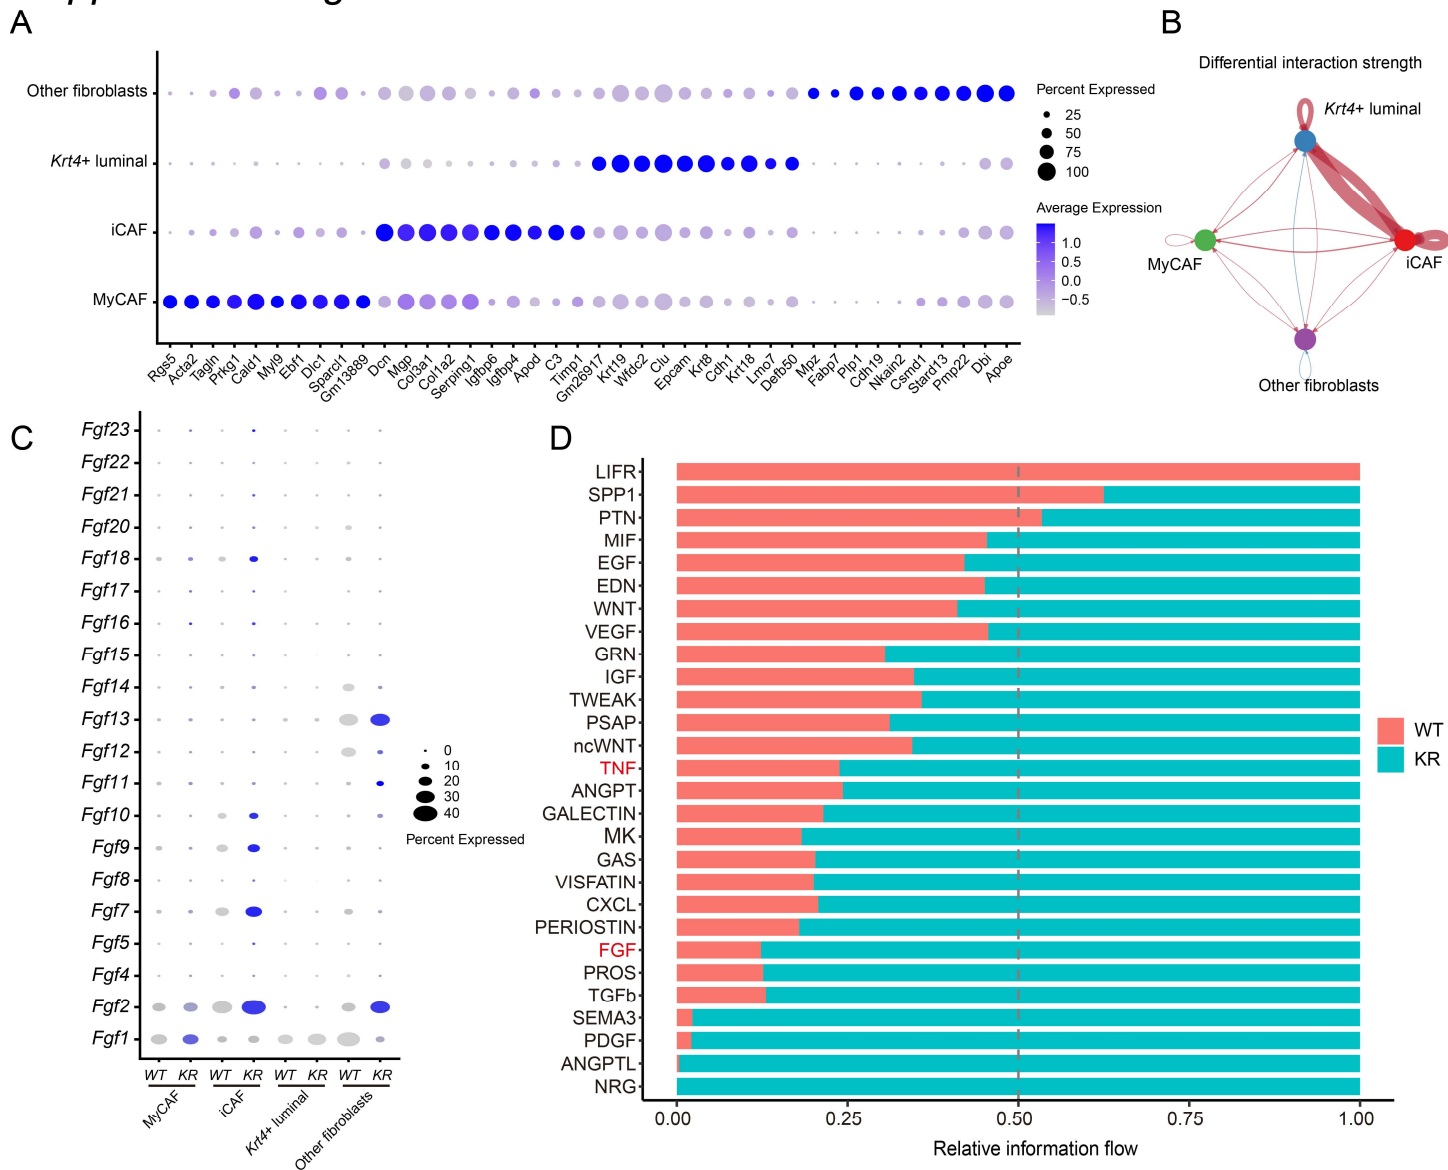 A
Other fibroblasts
Krt4+ luminal
iCAF
MyCAF
Rgs5
Acta2
Tagln
Prkg1
Cald1
Myl9
Ebf1
Dlc1
Sparcl1
Gm13889
Dcn
Mgp
Col3a1
Col1a2
Serping1
Igfbp6
Igfbp4
Apod
C3
Timp1
Gm26917
Krt19
Wfdc2
Clu
Epcam
Krt8
Cdh1
Krt18
Lmo7
Defb50
Mpz
Fabp7
Plp1
Cdh19
Nkain2
Csmd1
Stard13
Pmp22
Dbi
Apoe
Percent Expressed
25
50
75
100
Average Expression
1.0
0.5
0.0
−0.5
B
Differential interaction strength
Krt4+ luminal
MyCAF
iCAF
Other fibroblasts
C
Fgf23
Fgf22
Fgf21
Fgf20
Fgf18
Fgf17
Fgf16
Fgf15
Fgf14
Fgf13
Fgf12
Fgf11
Fgf10
Fgf9
Fgf8
Fgf7
Fgf5
Fgf4
Fgf2
Fgf1
WT KR WT KR WT KR WT KR
MyCAF
iCAF
Krt4+ luminal
Other fibroblasts
0
10
20
30
40
Percent Expressed
D
LIFR
SPP1
PTN
MIF
EGF
EDN
WNT
VEGF
GRN
IGF
TWEAK
PSAP
ncWNT
TNF
ANGPT
GALECTIN
MK
GAS
VISFATIN
CXCL
PERIOSTIN
FGF
PROS
TGFb
SEMA3
PDGF
ANGPTL
NRG
0.00 0.25 0.50 0.75 1.00
Relative information flow
WT
KR